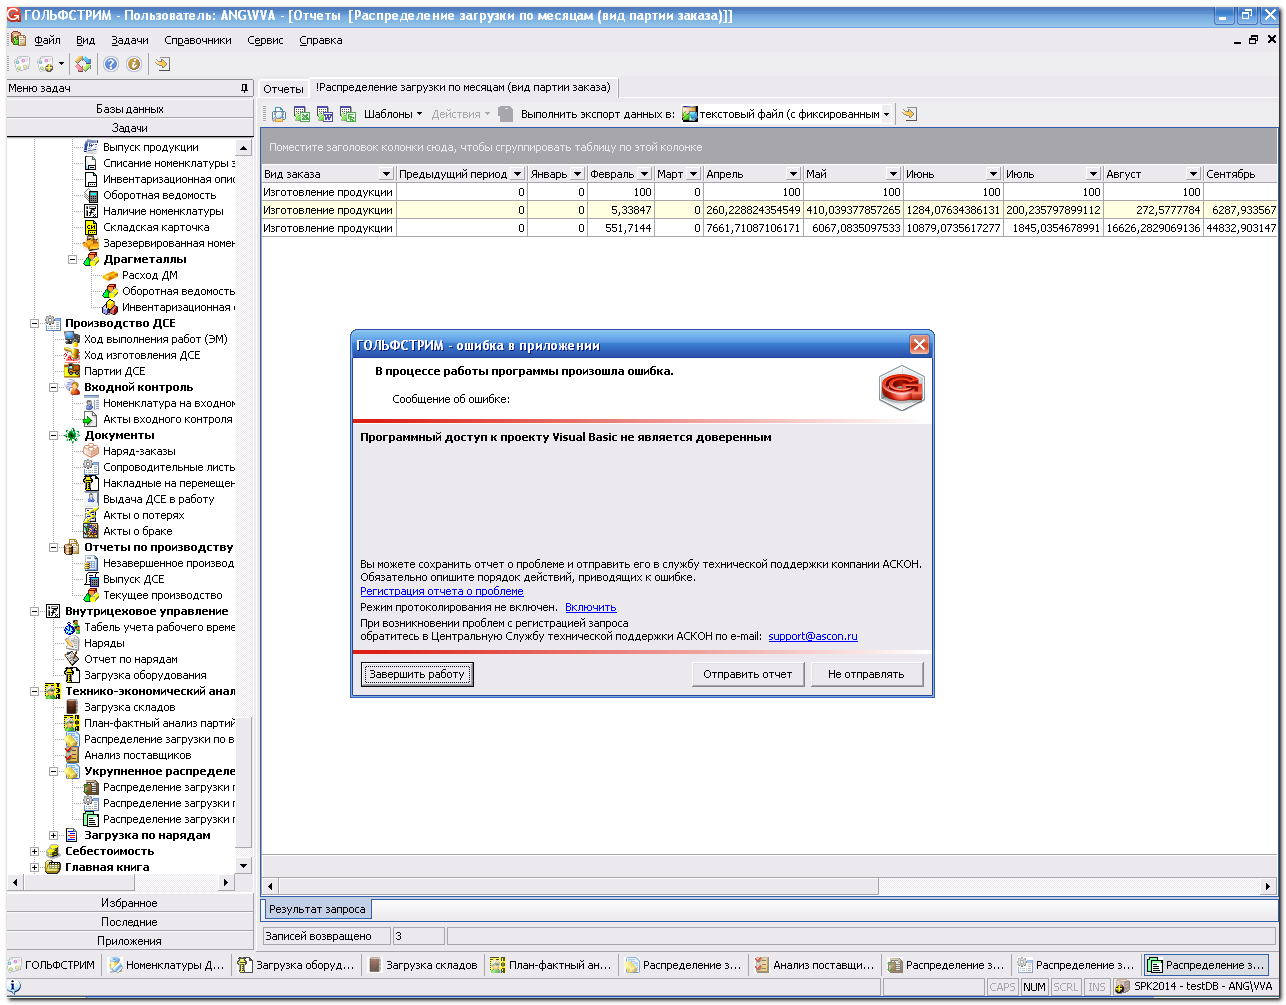 ГОЛЬФСТРИМ - Пользователь: ANG\VVA - [Отчеты [Распределение загрузки по месяцам (вид партии заказа)]]
Файл Вид Задачи Справочники Сервис Справка
Меню задач
Базы данных
Задачи
Выпуск продукции
Списание номенклатуры з
Инвентаризационная опис
Оборотная ведомость
Наличие номенклатуры
Складская карточка
Зарезервированная номен
Драгметаллы
Расход ДМ
Оборотная ведомость
Инвентаризационная о
Производство ДСЕ
Ход выполнения работ (ЭМ)
Ход изготовления ДСЕ
Партии ДСЕ
Входной контроль
Номенклатура на входном
Акты входного контроля
Документы
Наряд-заказы
Сопроводительные листь
Накладные на перемещен
Выдача ДСЕ в работу
Акты о потерях
Акты о браке
Отчеты по производству
Незавершенное производ
Выпуск ДСЕ
Текущее производство
Внутрицеховое управление
Табель учета рабочего време
Наряды
Отчет по нарядам
Загрузка оборудования
Технико-экономический анал
Загрузка складов
План-фактный анализ партий
Распределение загрузки по в
Анализ поставщиков
Укрупненное распределе
Распределение загрузки г
Распределение загрузки г
Распределение загрузки г
Загрузка по нарядам
Себестоимость
Главная книга
Избранное
Последние
Приложения
Отчеты !Распределение загрузки по месяцам (вид партии заказа)
Шаблоны Действия Выполнить экспорт данных в: текстовый файл (с фиксированным
Поместите заголовок колонки сюда, чтобы сгруппировать таблицу по этой колонке
Вид заказа Предыдущий период Январь Февраль Март Апрель Май Июнь Июль Август Сентябрь
Изготовление продукции 0 0 100 0 100 100 100 100 100
Изготовление продукции 0 0 5,33847 0 260,228824354549 410,039377857265 1284,07634386131 200,235797899112 272,5777784 6287,933567
Изготовление продукции 0 0 551,7144 0 7661,71087106171 6067,0835097533 10879,0735617277 1845,0354678991 16626,2829069136 44832,903147
ГОЛЬФСТРИМ - ошибка в приложении
В процессе работы программы произошла ошибка.
Сообщение об ошибке:
Программный доступ к проекту Visual Basic не является доверенным
Вы можете сохранить отчет о проблеме и отправить его в службу технической поддержки компании АСКОН.
Обязательно опишите порядок действий, приводящих к ошибке.
Регистрация отчета о проблеме
Режим протоколирования не включен. Включить
При возникновении проблем с регистрацией запроса
обратитесь в Центральную Службу технической поддержки АСКОН по e-mail: support@ascon.ru
Завершить работу Отправить отчет Не отправлять
Результат запроса
Записей возвращено 3
ГОЛЬФСТРИМ Номенклатуры Д... Загрузка оборуд... Загрузка складов План-фактный ан... Распределение з... Анализ поставщи... Распределение з... Распределение з... Распределение з...
CAPS NUM SCRL INS SPK2014 - testDB - ANG\VVA